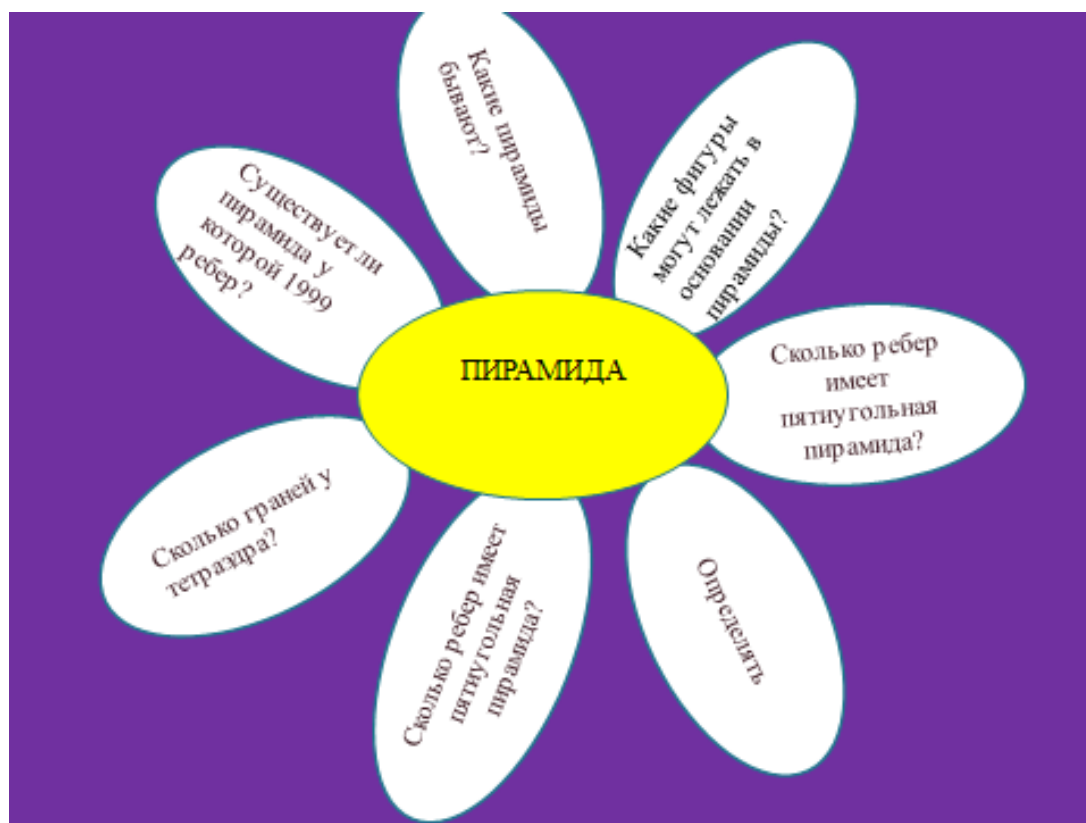 Какие пирамиды
бывают?
Какие фигуры
могут лежать в
основании
пирамиды?
Существует ли
пирамида у
которой 1999
ребер?
ПИРАМИДА
Сколько ребер
имеет
пятиугольная
пирамида?
Сколько граней у
тетраэдра?
Сколько ребер имеет
пятиугольная
пирамида?
Определять